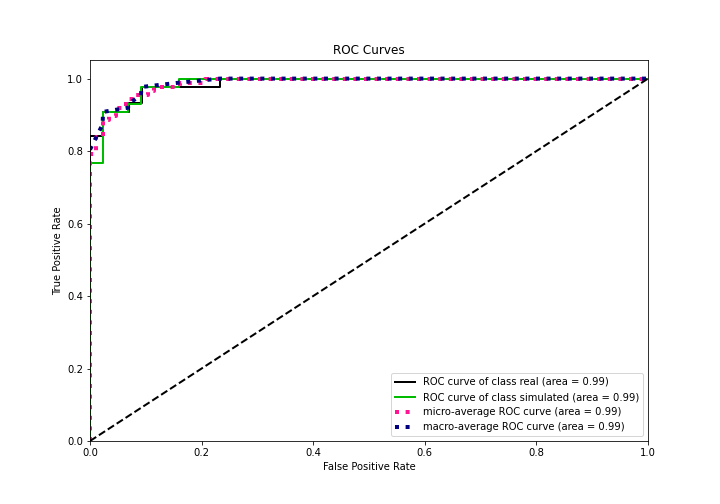 ROC Curves
True Positive Rate
1.0
0.8
0.6
0.4
0.2
0.0
0.0
0.2
0.4
0.6
0.8
1.0
False Positive Rate
ROC curve of class real (area = 0.99)
ROC curve of class simulated (area = 0.99)
micro-average ROC curve (area = 0.99)
macro-average ROC curve (area = 0.99)